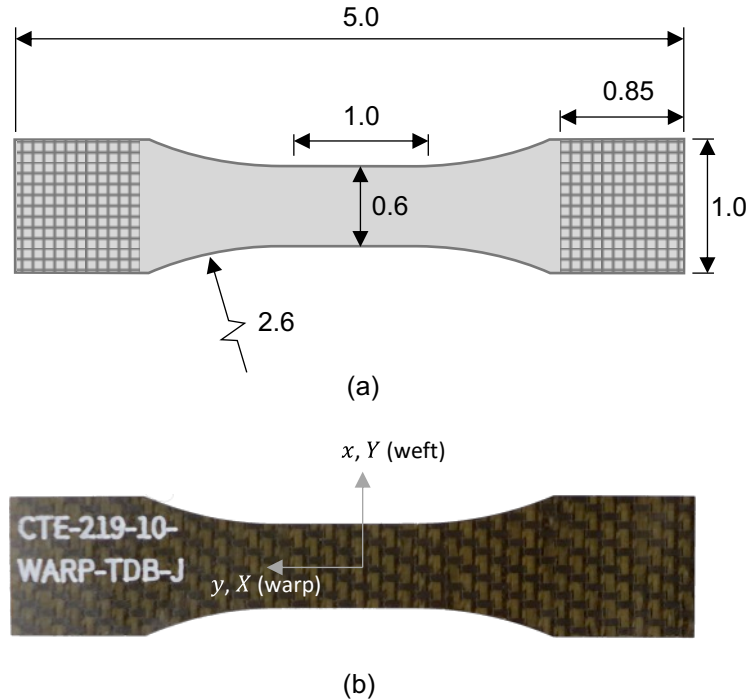 5.0
0.85
1.0
0.6
1.0
2.6
(a)
x, Y (weft)
CTE-219-10-
WARP-TDB-J
y, X (warp)
(b)